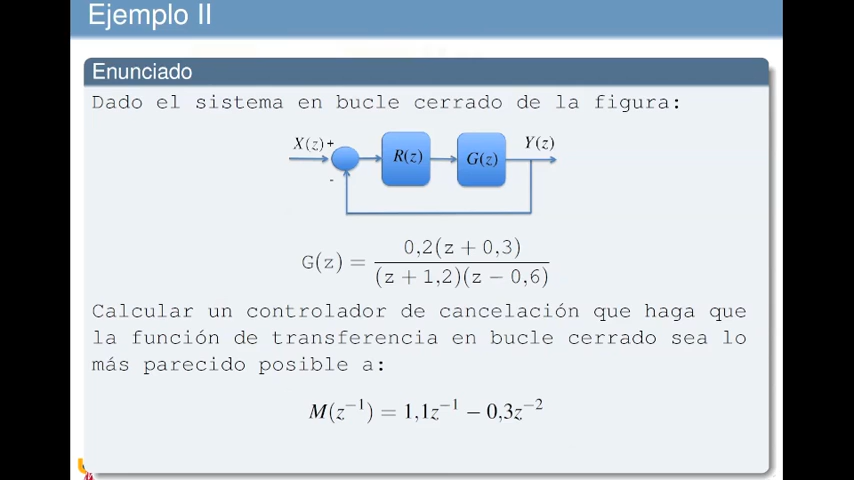 Ejemplo II
Enunciado
Dado el sistema en bucle cerrado de la figura:
X(z) + R(z) G(z) Y(z)
-
G(z) = 0,2(z + 0,3) / (z + 1,2)(z − 0,6)
Calcular un controlador de cancelación que haga que
la función de transferencia en bucle cerrado sea lo
más parecido posible a:
M(z⁻¹) = 1,1z⁻¹ − 0,3z⁻²